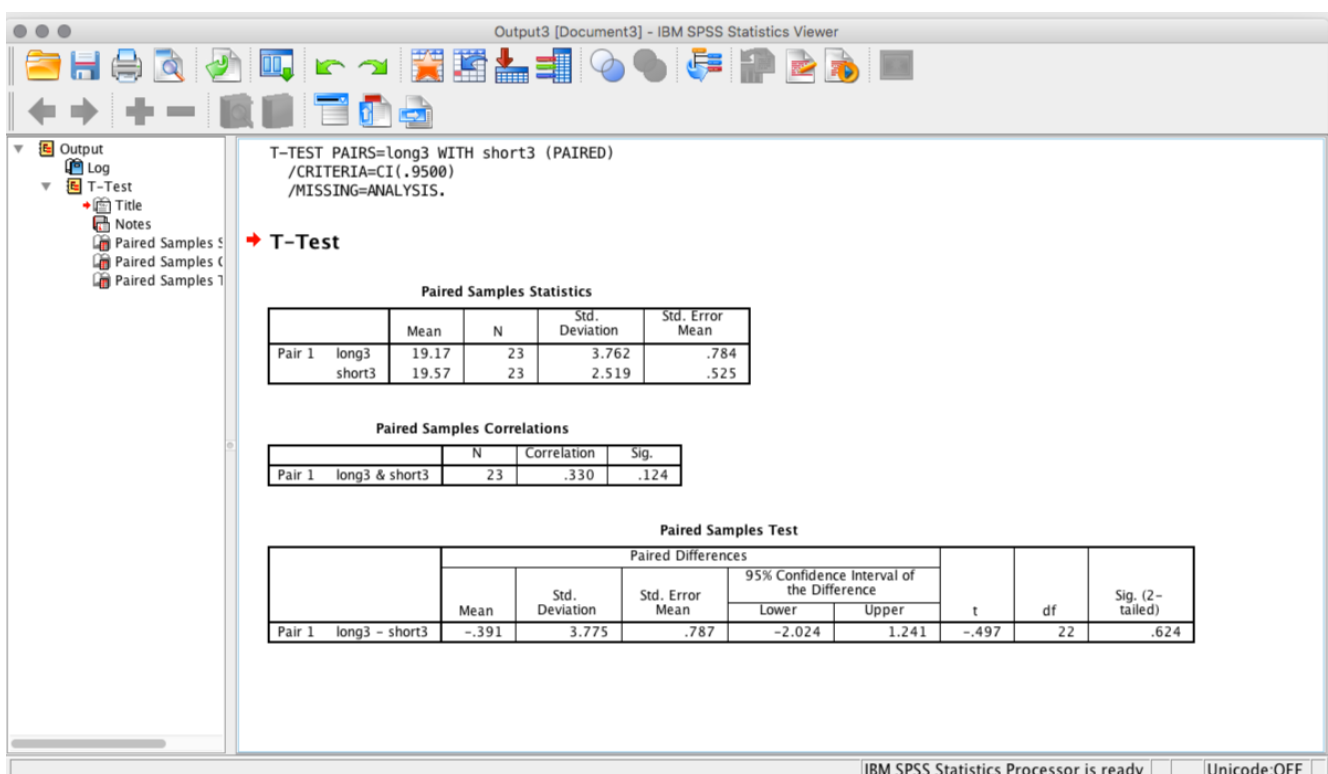 Output3 [Document3] - IBM SPSS Statistics Viewer
Output
Log
T-Test
Title
Notes
Paired Samples S
Paired Samples C
Paired Samples T
T-TEST PAIRS=long3 WITH short3 (PAIRED)
/CRITERIA=CI(.9500)
/MISSING=ANALYSIS.
T-Test
Paired Samples Statistics
Mean N Std. Deviation Std. Error Mean
Pair 1 long3 19.17 23 3.762 .784
short3 19.57 23 2.519 .525
Paired Samples Correlations
N Correlation Sig.
Pair 1 long3 & short3 23 .330 .124
Paired Samples Test
Paired Differences
95% Confidence Interval of the Difference
Mean Std. Deviation Std. Error Mean Lower Upper t df Sig. (2-tailed)
Pair 1 long3 - short3 -.391 3.775 .787 -2.024 1.241 -.497 22 .624
IBM SPSS Statistics Processor is ready Unicode:OFF